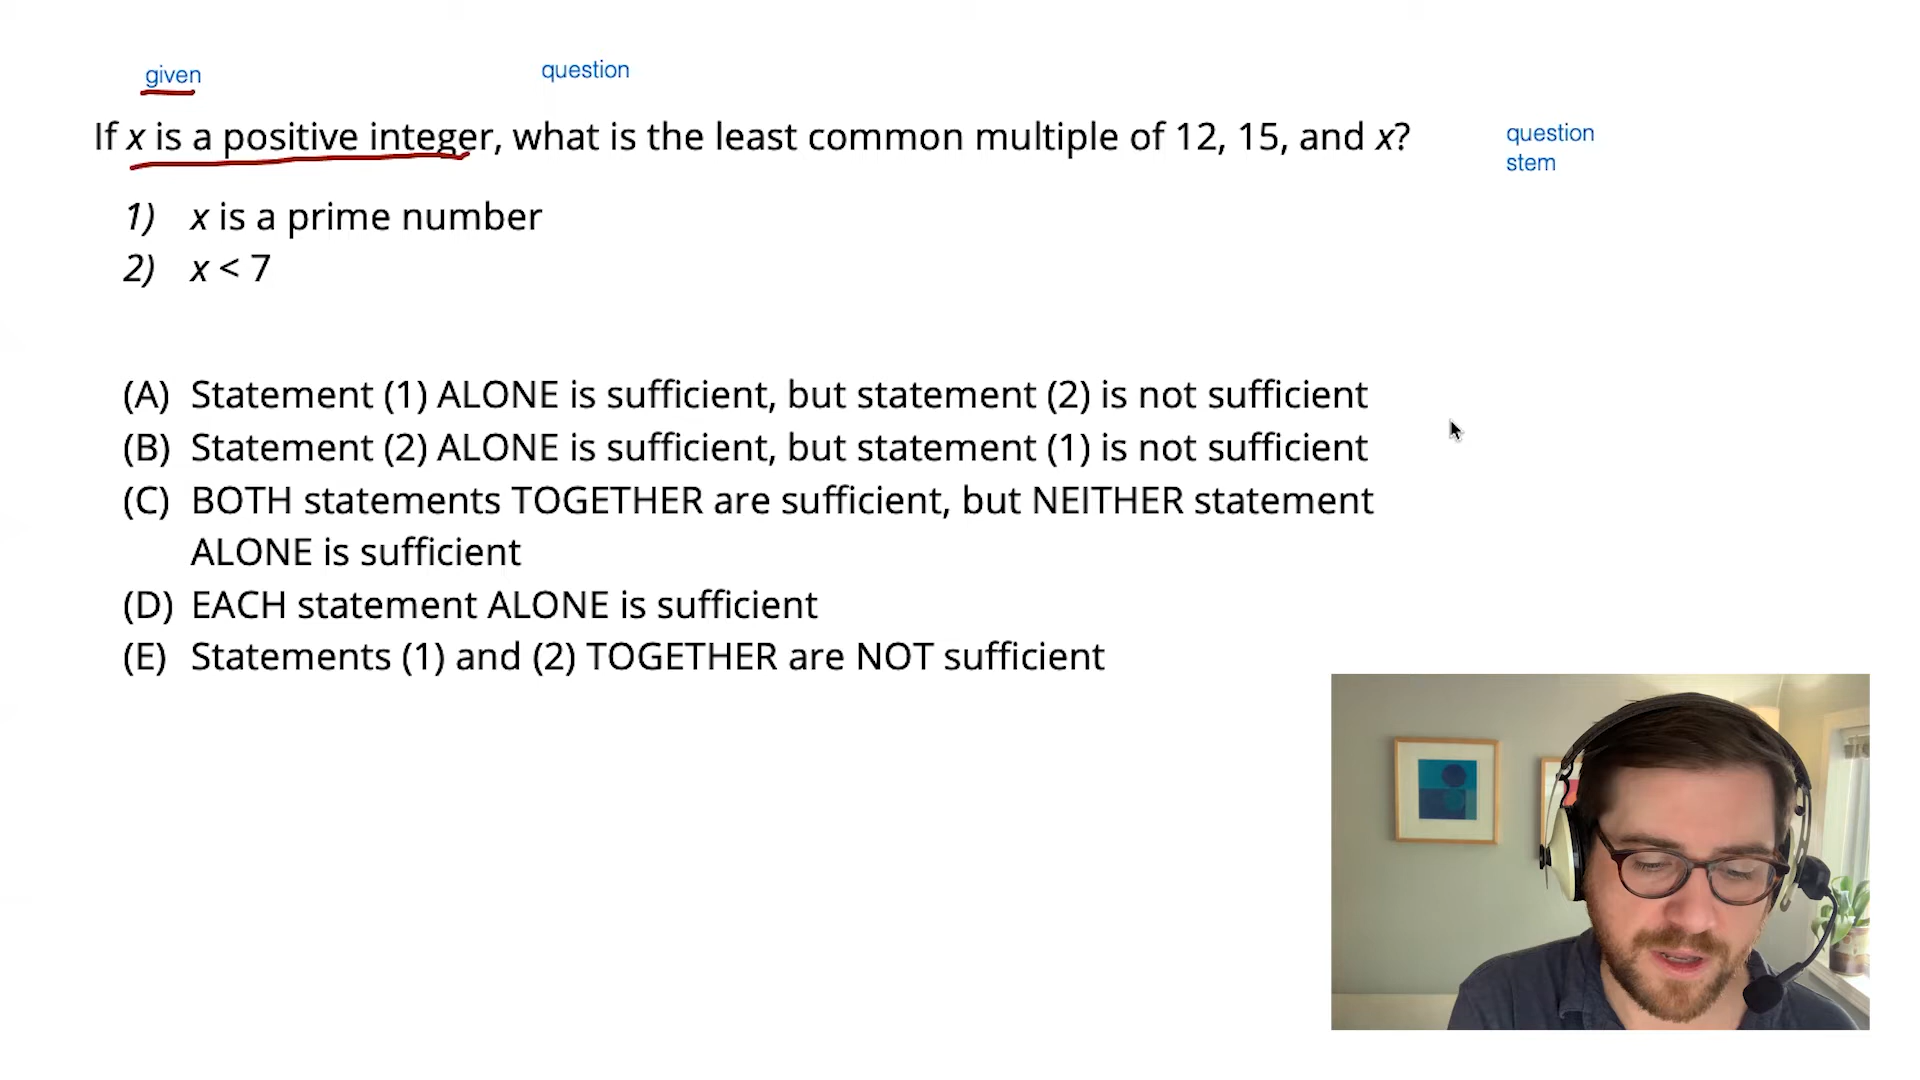 given
question
If x is a positive integer, what is the least common multiple of 12, 15, and x?
question
stem
1) x is a prime number
2) x < 7
(A) Statement (1) ALONE is sufficient, but statement (2) is not sufficient
(B) Statement (2) ALONE is sufficient, but statement (1) is not sufficient
(C) BOTH statements TOGETHER are sufficient, but NEITHER statement
ALONE is sufficient
(D) EACH statement ALONE is sufficient
(E) Statements (1) and (2) TOGETHER are NOT sufficient